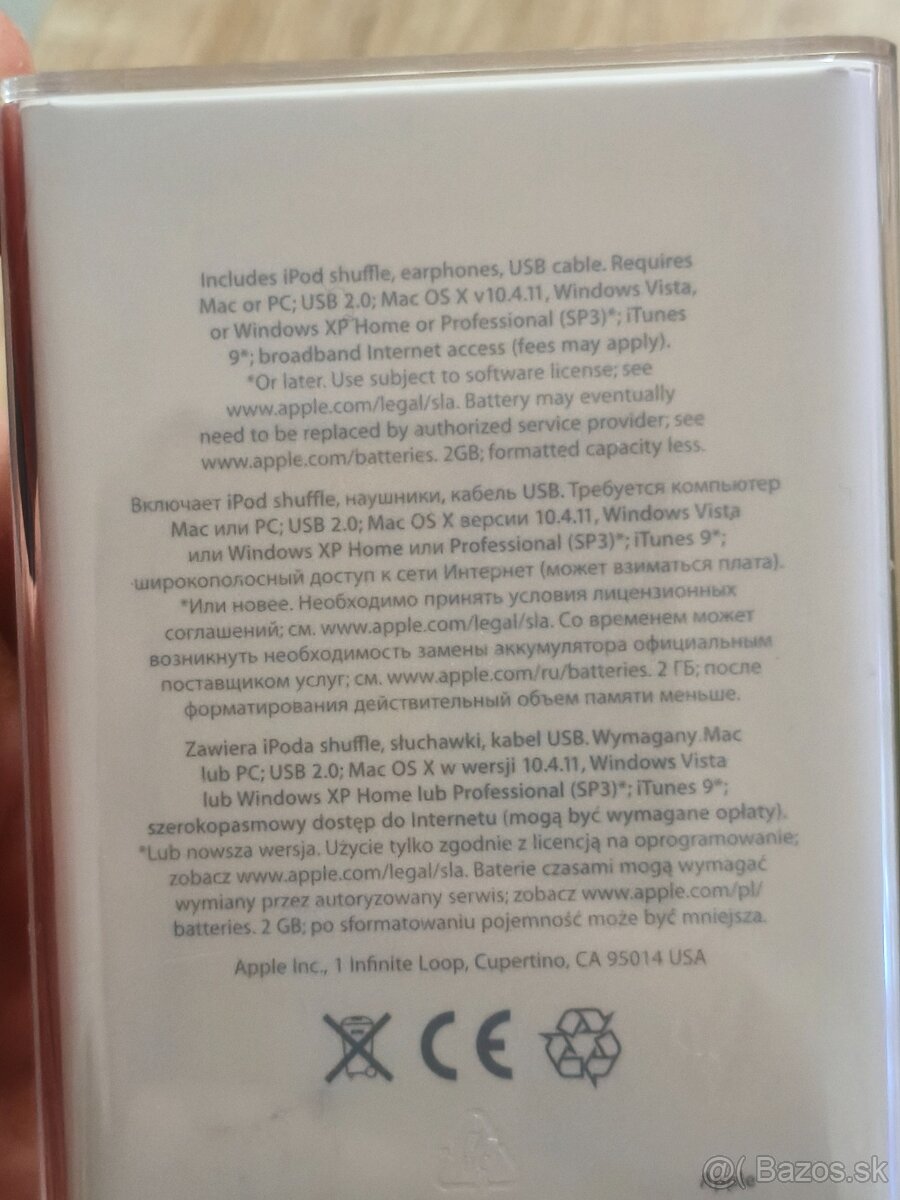 Includes iPod shuffle, earphones, USB cable. Requires
Mac or PC; USB 2.0; Mac OS X v10.4.11, Windows Vista,
or Windows XP Home or Professional (SP3)*; iTunes
9*; broadband Internet access (fees may apply).
*Or later. Use subject to software license; see
www.apple.com/legal/sla. Battery may eventually
need to be replaced by authorized service provider; see
www.apple.com/batteries. 2GB; formatted capacity less.
Включает iPod shuffle, наушники, кабель USB. Требуется компьютер
Mac или PC; USB 2.0; Mac OS X версии 10.4.11, Windows Vista
или Windows XP Home или Professional (SP3)*; iTunes 9*;
широкополосный доступ к сети Интернет (может взиматься плата).
*Или новее. Необходимо принять условия лицензионных
соглашений; см. www.apple.com/legal/sla. Со временем может
возникнуть необходимость замены аккумулятора официальным
поставщиком услуг; см. www.apple.com/ru/batteries. 2 ГБ; после
форматирования действительный объем памяти меньше.
Zawiera iPoda shuffle, słuchawki, kabel USB. Wymagany Mac
lub PC; USB 2.0; Mac OS X w wersji 10.4.11, Windows Vista
lub Windows XP Home lub Professional (SP3)*; iTunes 9*;
szerokopasmowy dostęp do Internetu (mogą być wymagane opłaty).
*Lub nowsza wersja. Użycie tylko zgodnie z licencją na oprogramowanie;
zobacz www.apple.com/legal/sla. Baterie czasami mogą wymagać
wymiany przez autoryzowany serwis; zobacz www.apple.com/pl/
batteries. 2 GB; po sformatowaniu pojemność może być mniejsza.
Apple Inc., 1 Infinite Loop, Cupertino, CA 95014 USA
CE
@( Bazos.sk